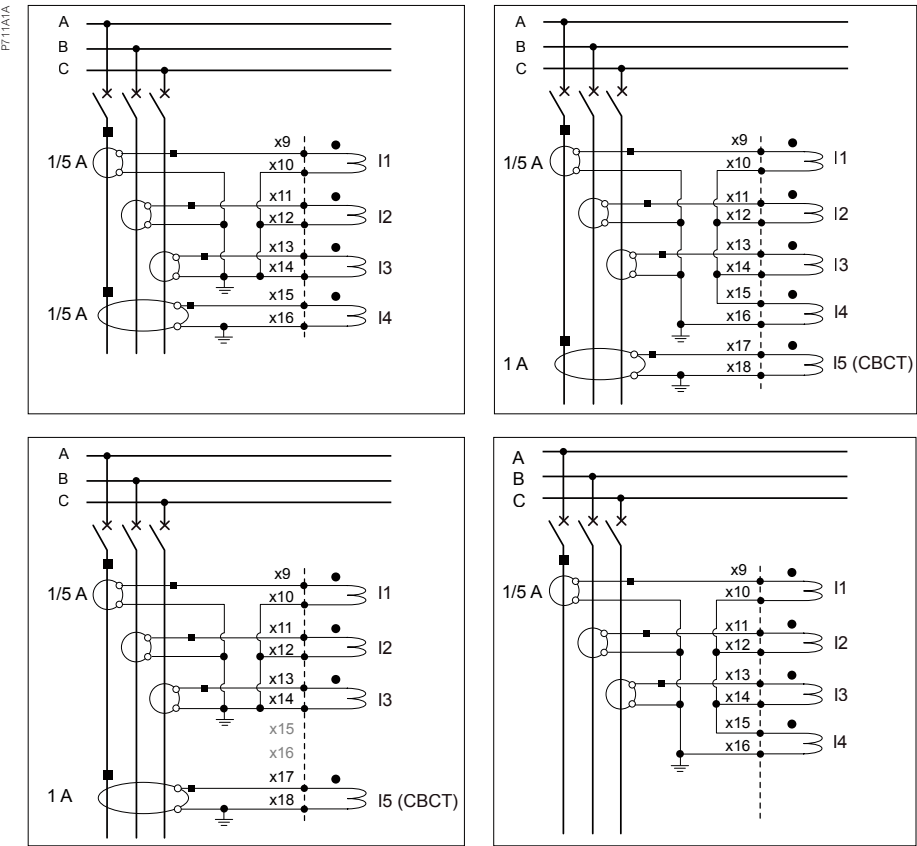 P711A1A
A
B
C
1/5 A
x9
x10
I1
x11
x12
I2
x13
x14
I3
1/5 A
x15
x16
I4
A
B
C
1/5 A
x9
x10
I1
x11
x12
I2
x13
x14
I3
x15
x16
I4
1 A
x17
x18
I5 (CBCT)
A
B
C
1/5 A
x9
x10
I1
x11
x12
I2
x13
x14
I3
x15
x16
1 A
x17
x18
I5 (CBCT)
A
B
C
1/5 A
x9
x10
I1
x11
x12
I2
x13
x14
I3
x15
x16
I4